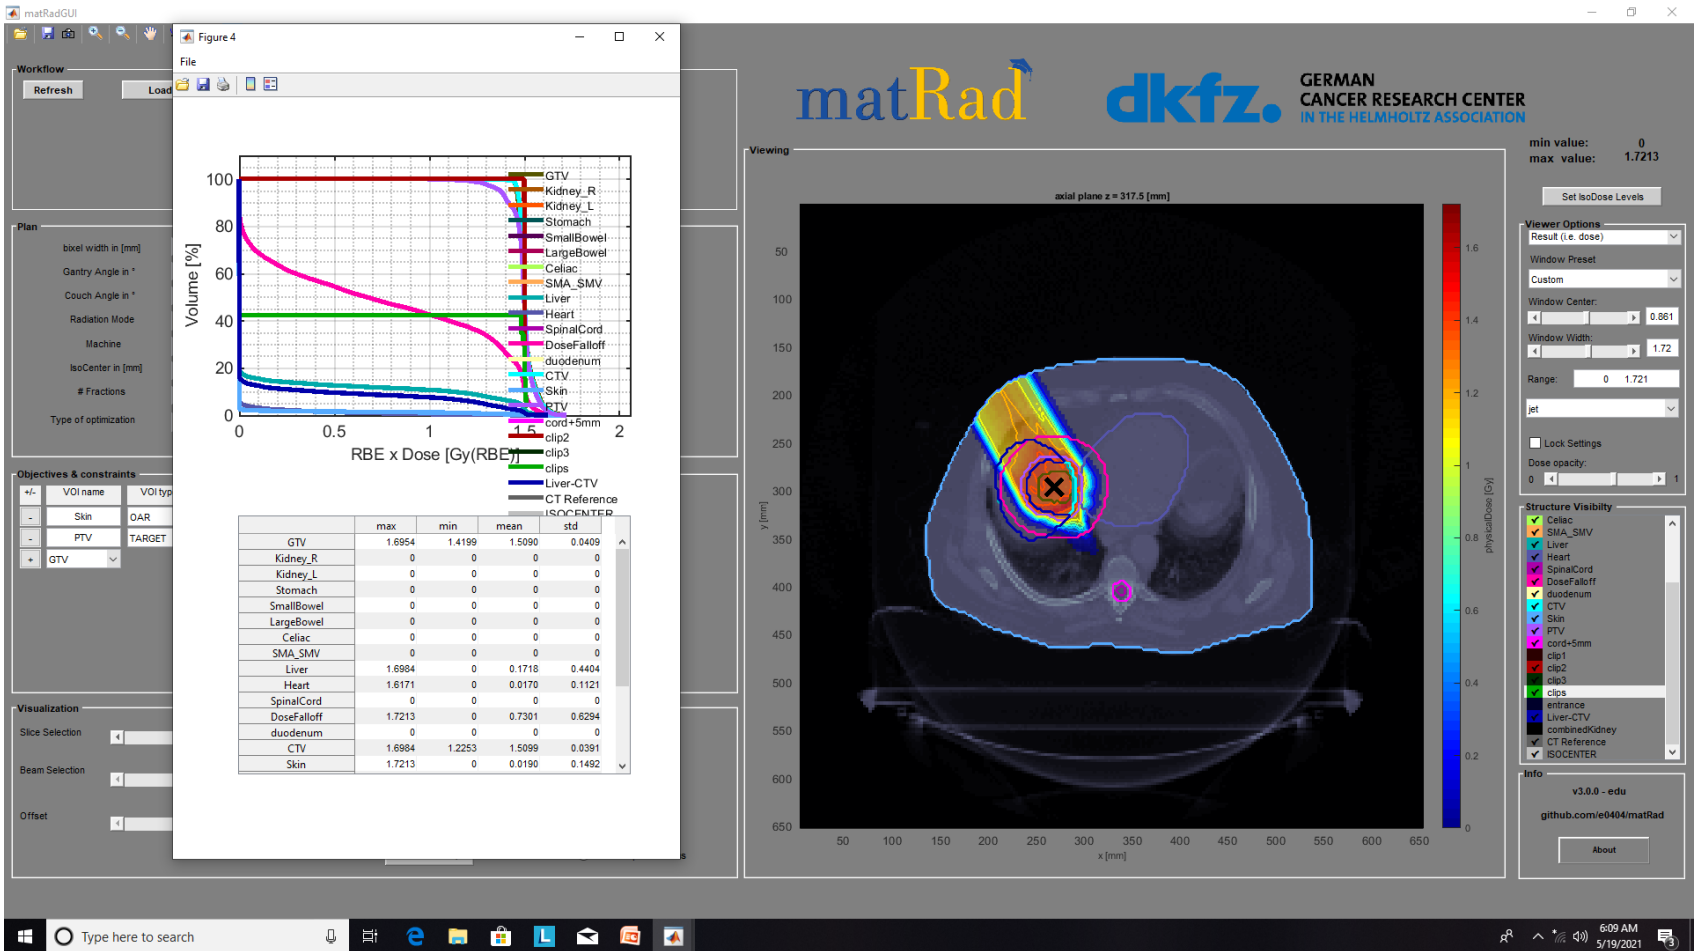 matRadGUI
Figure 4
File
Workflow
Refresh
Load
Plan
bixel width in [mm]
Gantry Angle in °
Couch Angle in °
Radiation Mode
Machine
IsoCenter in [mm]
# Fractions
Type of optimization
Objectives & constraints
+/- VOI name VOI typ
- Skin OAR
- PTV TARGET
+ GTV
Visualization
Slice Selection
Beam Selection
Offset
100
80
60
40
20
0
Volume [%]
0 0.5 1 1.5 2
RBE x Dose [Gy(RBE)]
GTV
Kidney_R
Kidney_L
Stomach
SmallBowel
LargeBowel
Celiac
SMA_SMV
Liver
Heart
SpinalCord
DoseFalloff
duodenum
CTV
Skin
PTV
cord+5mm
clip2
clip3
clips
Liver-CTV
CT Reference
ISOCENTER
max min mean std
GTV 1.6954 1.4199 1.5090 0.0409
Kidney_R 0 0 0 0
Kidney_L 0 0 0 0
Stomach 0 0 0 0
SmallBowel 0 0 0 0
LargeBowel 0 0 0 0
Celiac 0 0 0 0
SMA_SMV 0 0 0 0
Liver 1.6984 0 0.1718 0.4404
Heart 1.6171 0 0.0170 0.1121
SpinalCord 0 0 0 0
DoseFalloff 1.7213 0 0.7301 0.6294
duodenum 0 0 0 0
CTV 1.6984 1.2253 1.5099 0.0391
Skin 1.7213 0 0.0190 0.1492
matRad
dkfz.
GERMAN
CANCER RESEARCH CENTER
IN THE HELMHOLTZ ASSOCIATION
Viewing
axial plane z = 317.5 [mm]
50
100
150
200
250
300
350
400
450
500
550
600
650
y [mm]
50 100 150 200 250 300 350 400 450 500 550 600 650
x [mm]
1.6
1.4
1.2
1
0.8
0.6
0.4
0.2
0
physicalDose [Gy]
min value: 0
max value: 1.7213
Set IsoDose Levels
Viewer Options
Result (i.e. dose)
Window Preset
Custom
Window Center:
0.861
Window Width:
1.72
Range: 0 1.721
jet
Lock Settings
Dose opacity:
0 1
Structure Visibilty
Celiac
SMA_SMV
Liver
Heart
SpinalCord
DoseFalloff
duodenum
CTV
Skin
PTV
cord+5mm
clip1
clip2
clip3
clips
entrance
Liver-CTV
combinedKidney
CT Reference
ISOCENTER
Info
v3.0.0 - edu
github.com/e0404/matRad
About
Type here to search
L
6:09 AM
5/19/2021
3